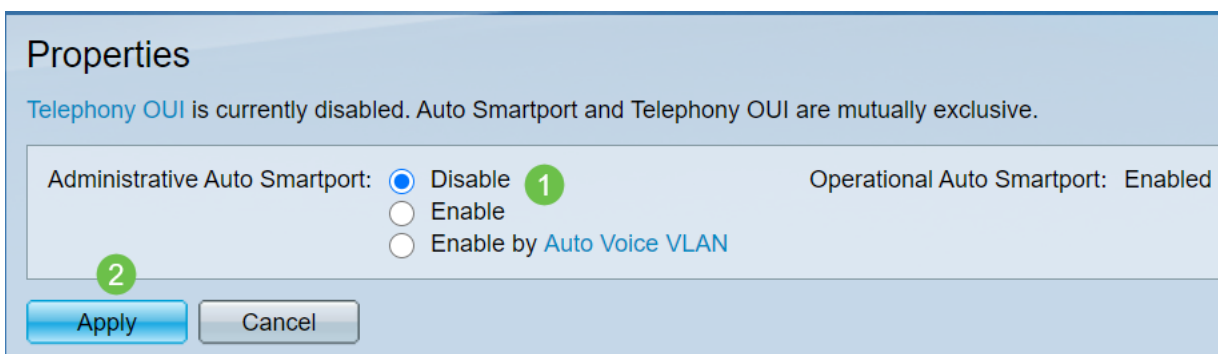 Properties
Telephony OUI is currently disabled. Auto Smartport and Telephony OUI are mutually exclusive.
Administrative Auto Smartport: Disable 1 Operational Auto Smartport: Enabled
Enable
Enable by Auto Voice VLAN
2
Apply Cancel